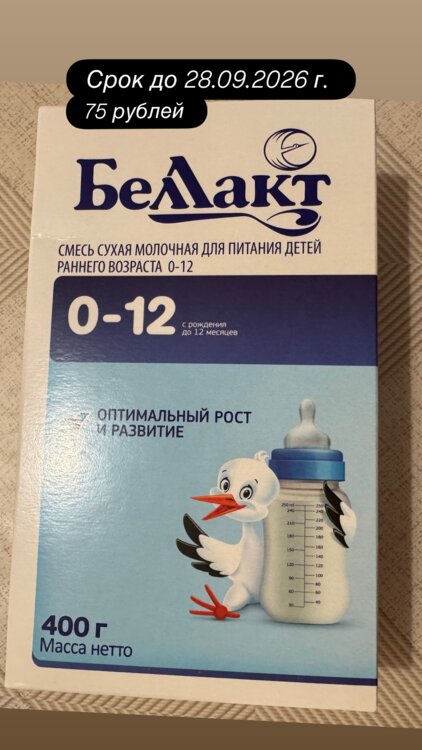 Срок до 28.09.2026 г.
75 рублей
Беллакт
СМЕСЬ СУХАЯ МОЛОЧНАЯ ДЛЯ ПИТАНИЯ ДЕТЕЙ
РАННЕГО ВОЗРАСТА 0-12
0-12
с рождения
до 12 месяцев
ОПТИМАЛЬНЫЙ РОСТ
И РАЗВИТИЕ
400 г
Масса нетто